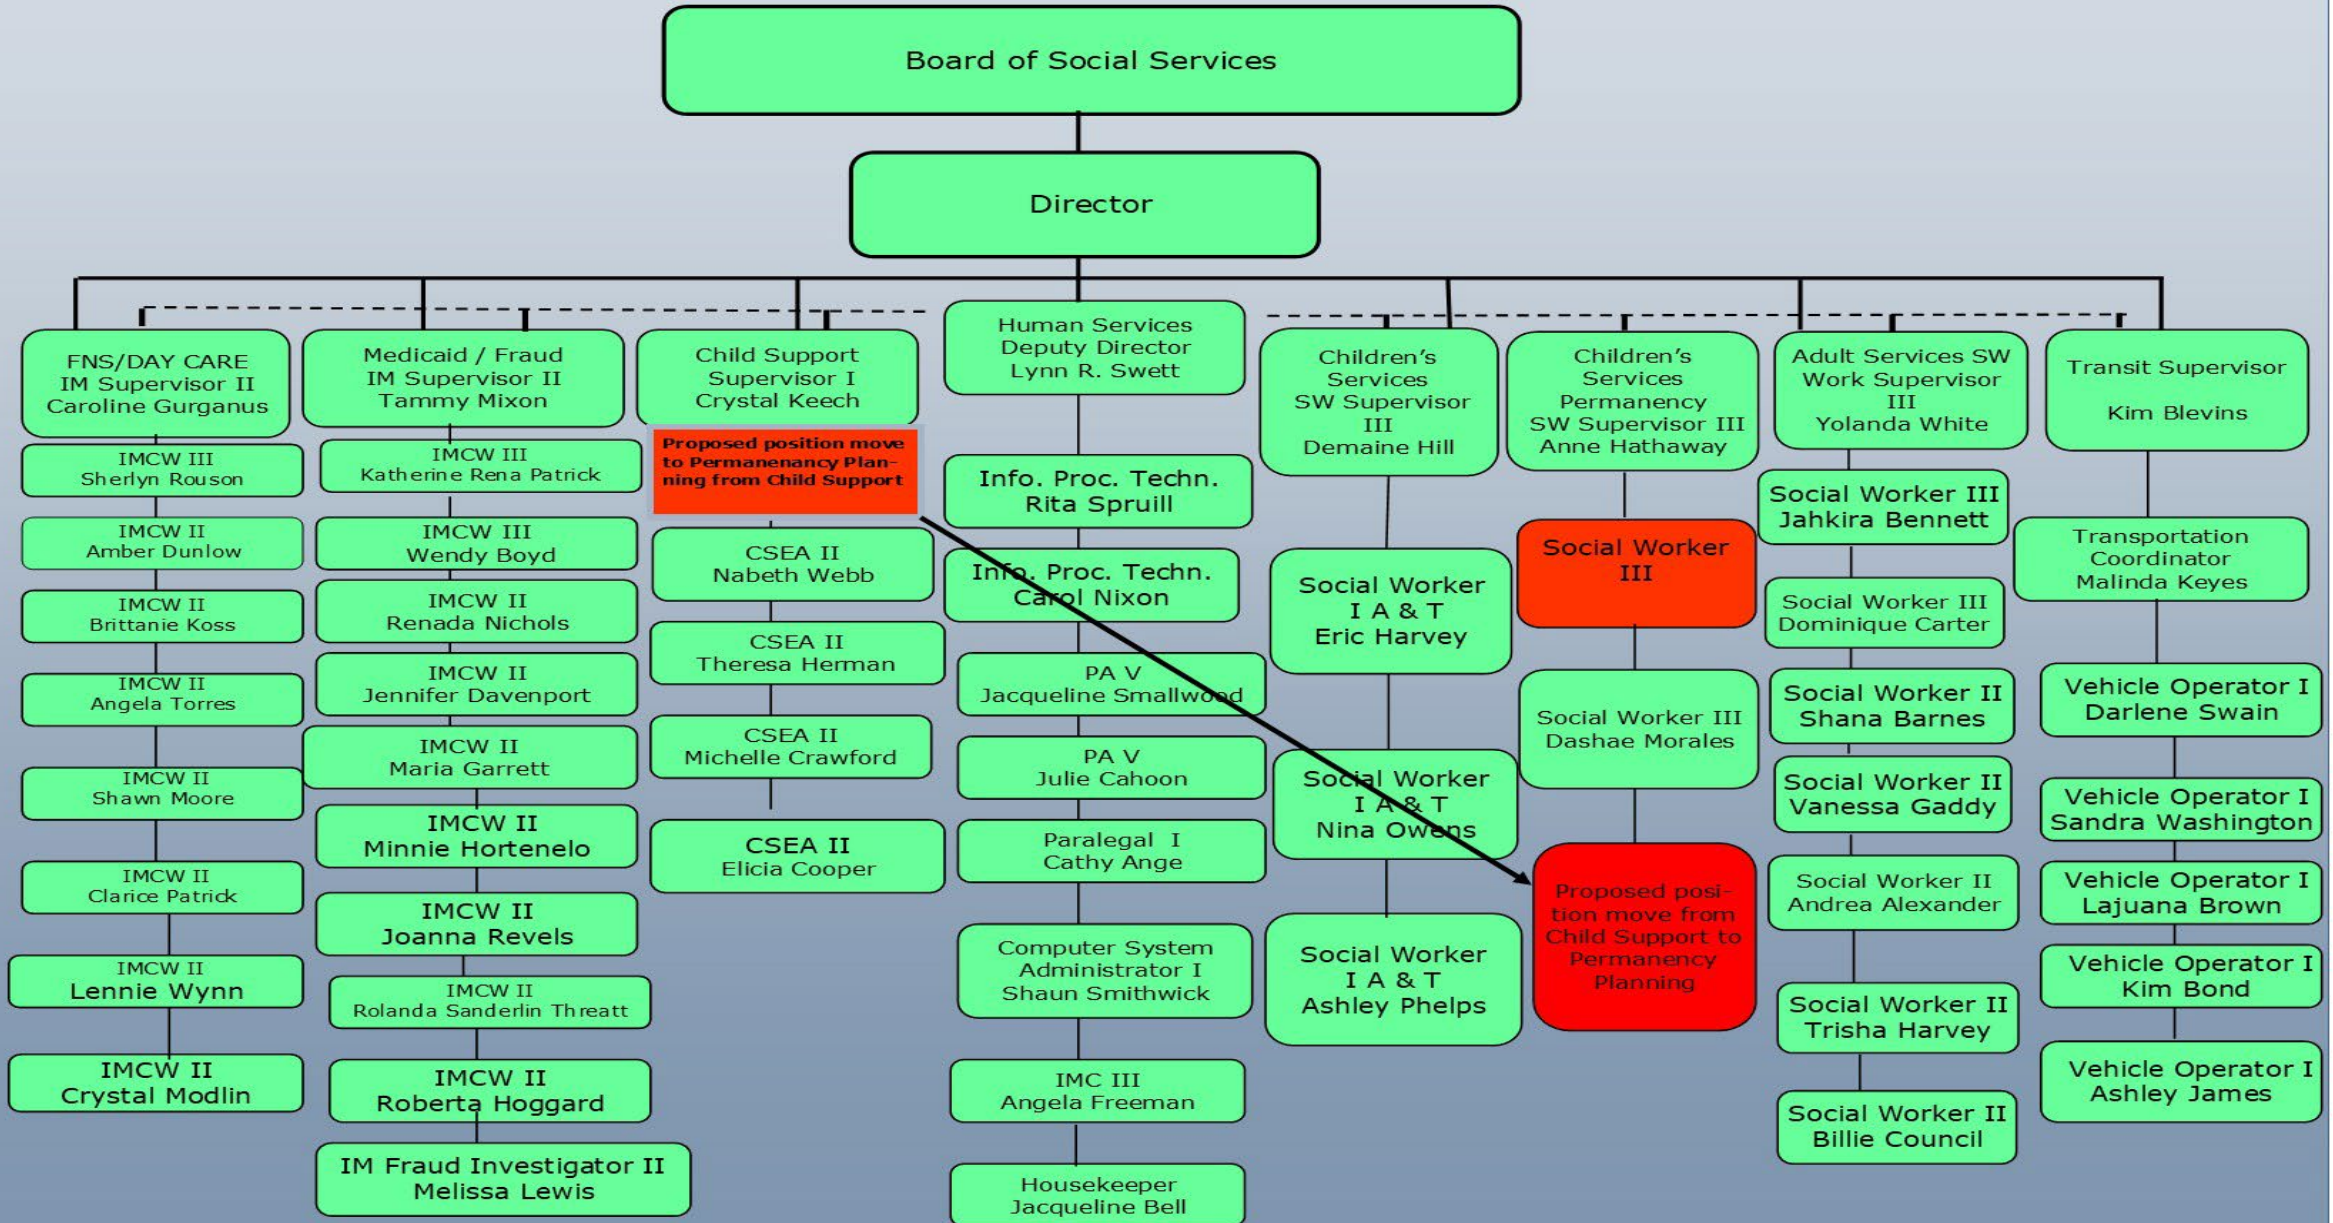 Board of Social Services
Director
FNS/DAY CARE
IM Supervisor II
Caroline Gurganus
IMCW III
Sherlyn Rouson
IMCW II
Amber Dunlow
IMCW II
Brittanie Koss
IMCW II
Angela Torres
IMCW II
Shawn Moore
IMCW II
Clarice Patrick
IMCW II
Lennie Wynn
IMCW II
Crystal Modlin
Medicaid / Fraud
IM Supervisor II
Tammy Mixon
IMCW III
Katherine Rena Patrick
IMCW III
Wendy Boyd
IMCW II
Renada Nichols
IMCW II
Jennifer Davenport
IMCW II
Maria Garrett
IMCW II
Minnie Hortenelo
IMCW II
Joanna Revels
IMCW II
Rolanda Sanderlin Threatt
IMCW II
Roberta Hoggard
IM Fraud Investigator II
Melissa Lewis
Child Support
Supervisor I
Crystal Keech
Proposed position move
to Permanenancy Plan-
ning from Child Support
CSEA II
Nabeth Webb
CSEA II
Theresa Herman
CSEA II
Michelle Crawford
CSEA II
Elicia Cooper
Human Services
Deputy Director
Lynn R. Swett
Info. Proc. Techn.
Rita Spruill
Info. Proc. Techn.
Carol Nixon
PA V
Jacqueline Smallwood
PA V
Julie Cahoon
Paralegal I
Cathy Ange
Computer System
Administrator I
Shaun Smithwick
IMC III
Angela Freeman
Housekeeper
Jacqueline Bell
Children's
Services
SW Supervisor
III
Demaine Hill
Social Worker
I A & T
Eric Harvey
Social Worker
I A & T
Nina Owens
Social Worker
I A & T
Ashley Phelps
Children's
Services
Permanency
SW Supervisor III
Anne Hathaway
Social Worker
III
Social Worker III
Dashae Morales
Proposed posi-
tion move from
Child Support to
Permanency
Planning
Adult Services SW
Work Supervisor
III
Yolanda White
Social Worker III
Jahkira Bennett
Social Worker III
Dominique Carter
Social Worker II
Shana Barnes
Social Worker II
Vanessa Gaddy
Social Worker II
Andrea Alexander
Social Worker II
Trisha Harvey
Social Worker II
Billie Council
Transit Supervisor
Kim Blevins
Transportation
Coordinator
Malinda Keyes
Vehicle Operator I
Darlene Swain
Vehicle Operator I
Sandra Washington
Vehicle Operator I
Lajuana Brown
Vehicle Operator I
Kim Bond
Vehicle Operator I
Ashley James